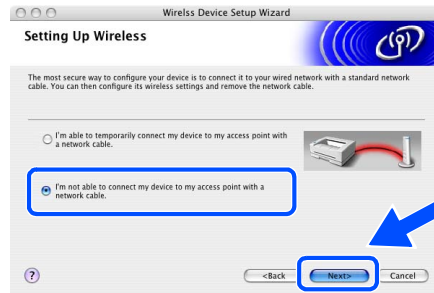 Wirelss Device Setup Wizard
Setting Up Wireless
The most secure way to configure your device is to connect it to your wired network with a standard network
cable. You can then configure its wireless settings and remove the network cable.
I'm able to temporarily connect my device to my access point with
a network cable.
I'm not able to connect my device to my access point with a
network cable.
?
<Back Next> Cancel